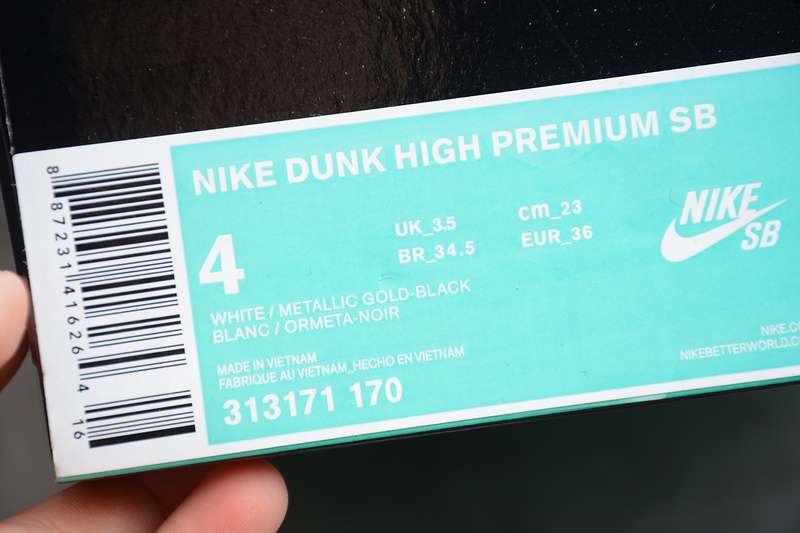 NIKE DUNK HIGH PREMIUM SB
4
UK_3.5
cm_23
BR_34.5
EUR_36
WHITE / METALLIC GOLD-BLACK
BLANC / ORMETA-NOIR
MADE IN VIETNAM
FABRIQUE AU VIETNAM_HECHO EN VIETNAM
313171 170
NIKE
SB
NIKE.C
NIKEBETTERWORLD.C
8 87231 41626 4
16